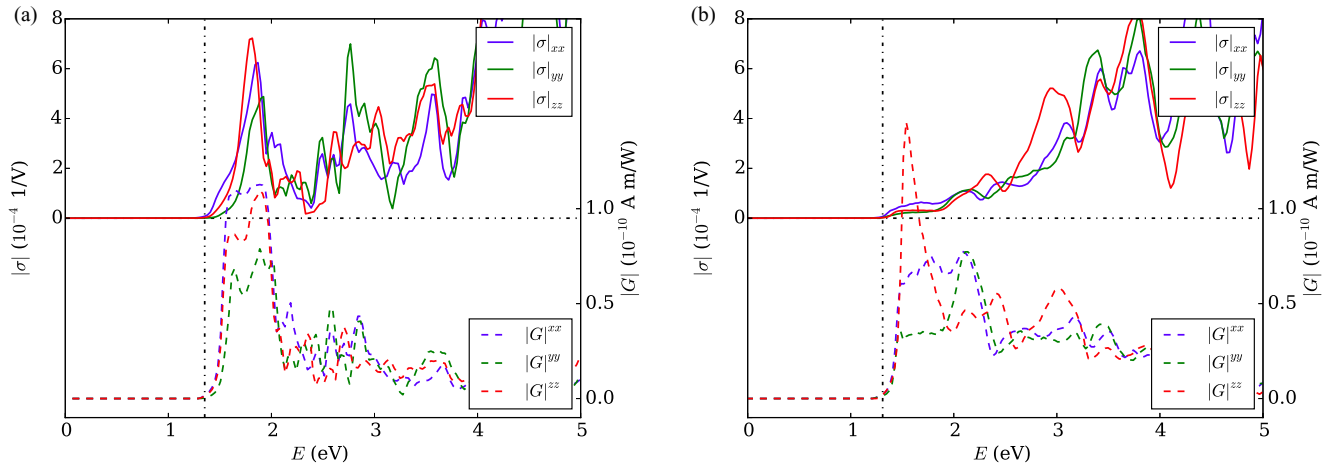 (a)
8
6
4
2
0
|σ| (10⁻⁴ 1/V)
|σ|xx
|σ|yy
|σ|zz
1.0
0.5
0.0
|G| (10⁻¹⁰ A m/W)
|G|^xx
|G|^yy
|G|^zz
0 1 2 3 4 5
E (eV)
(b)
8
6
4
2
0
|σ| (10⁻⁴ 1/V)
|σ|xx
|σ|yy
|σ|zz
1.0
0.5
0.0
|G| (10⁻¹⁰ A m/W)
|G|^xx
|G|^yy
|G|^zz
0 1 2 3 4 5
E (eV)